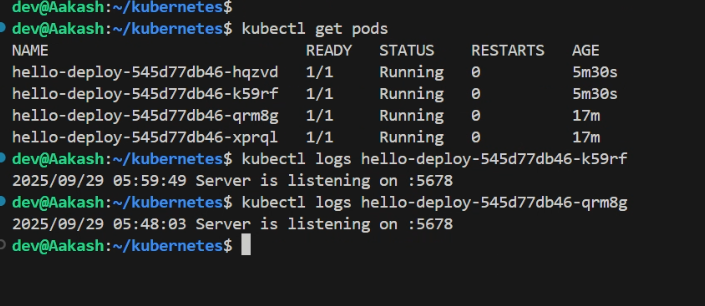 dev@Aakash:~/kubernetes$
dev@Aakash:~/kubernetes$ kubectl get pods
NAME READY STATUS RESTARTS AGE
hello-deploy-545d77db46-hqzvd 1/1 Running 0 5m30s
hello-deploy-545d77db46-k59rf 1/1 Running 0 5m30s
hello-deploy-545d77db46-qrm8g 1/1 Running 0 17m
hello-deploy-545d77db46-xprql 1/1 Running 0 17m
dev@Aakash:~/kubernetes$ kubectl logs hello-deploy-545d77db46-k59rf
2025/09/29 05:59:49 Server is listening on :5678
dev@Aakash:~/kubernetes$ kubectl logs hello-deploy-545d77db46-qrm8g
2025/09/29 05:48:03 Server is listening on :5678
dev@Aakash:~/kubernetes$